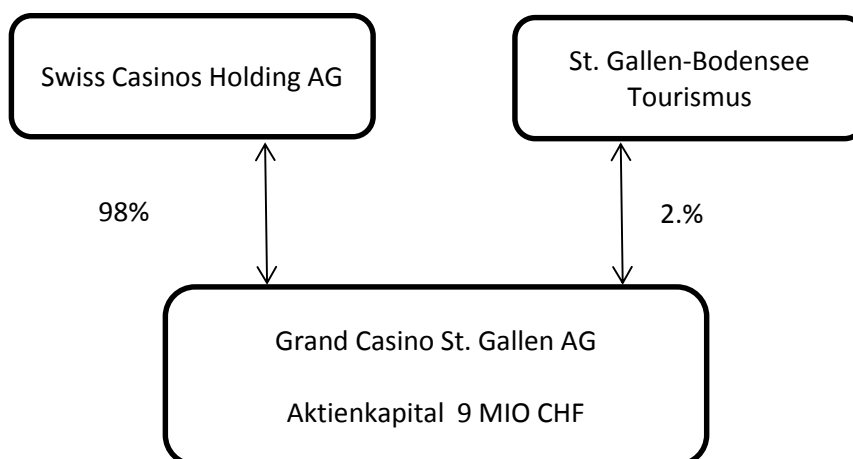 Swiss Casinos Holding AG
St. Gallen-Bodensee
Tourismus
98%
2.%
Grand Casino St. Gallen AG
Aktienkapital  9 MIO CHF